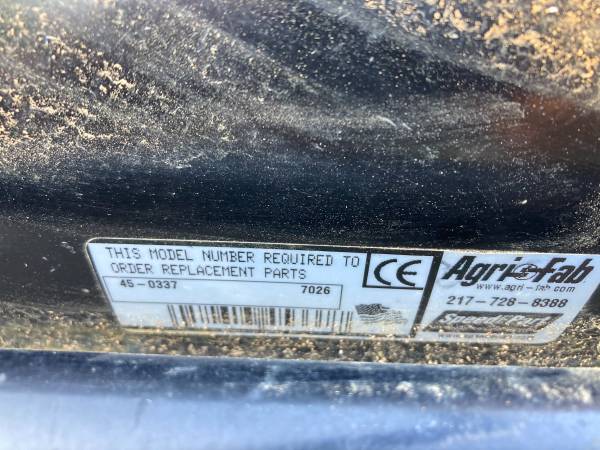 THIS MODEL NUMBER REQUIRED TO
ORDER REPLACEMENT PARTS
45-0337 7026
CE
Agri-Fab
www.agri-fab.com
217-728-8388